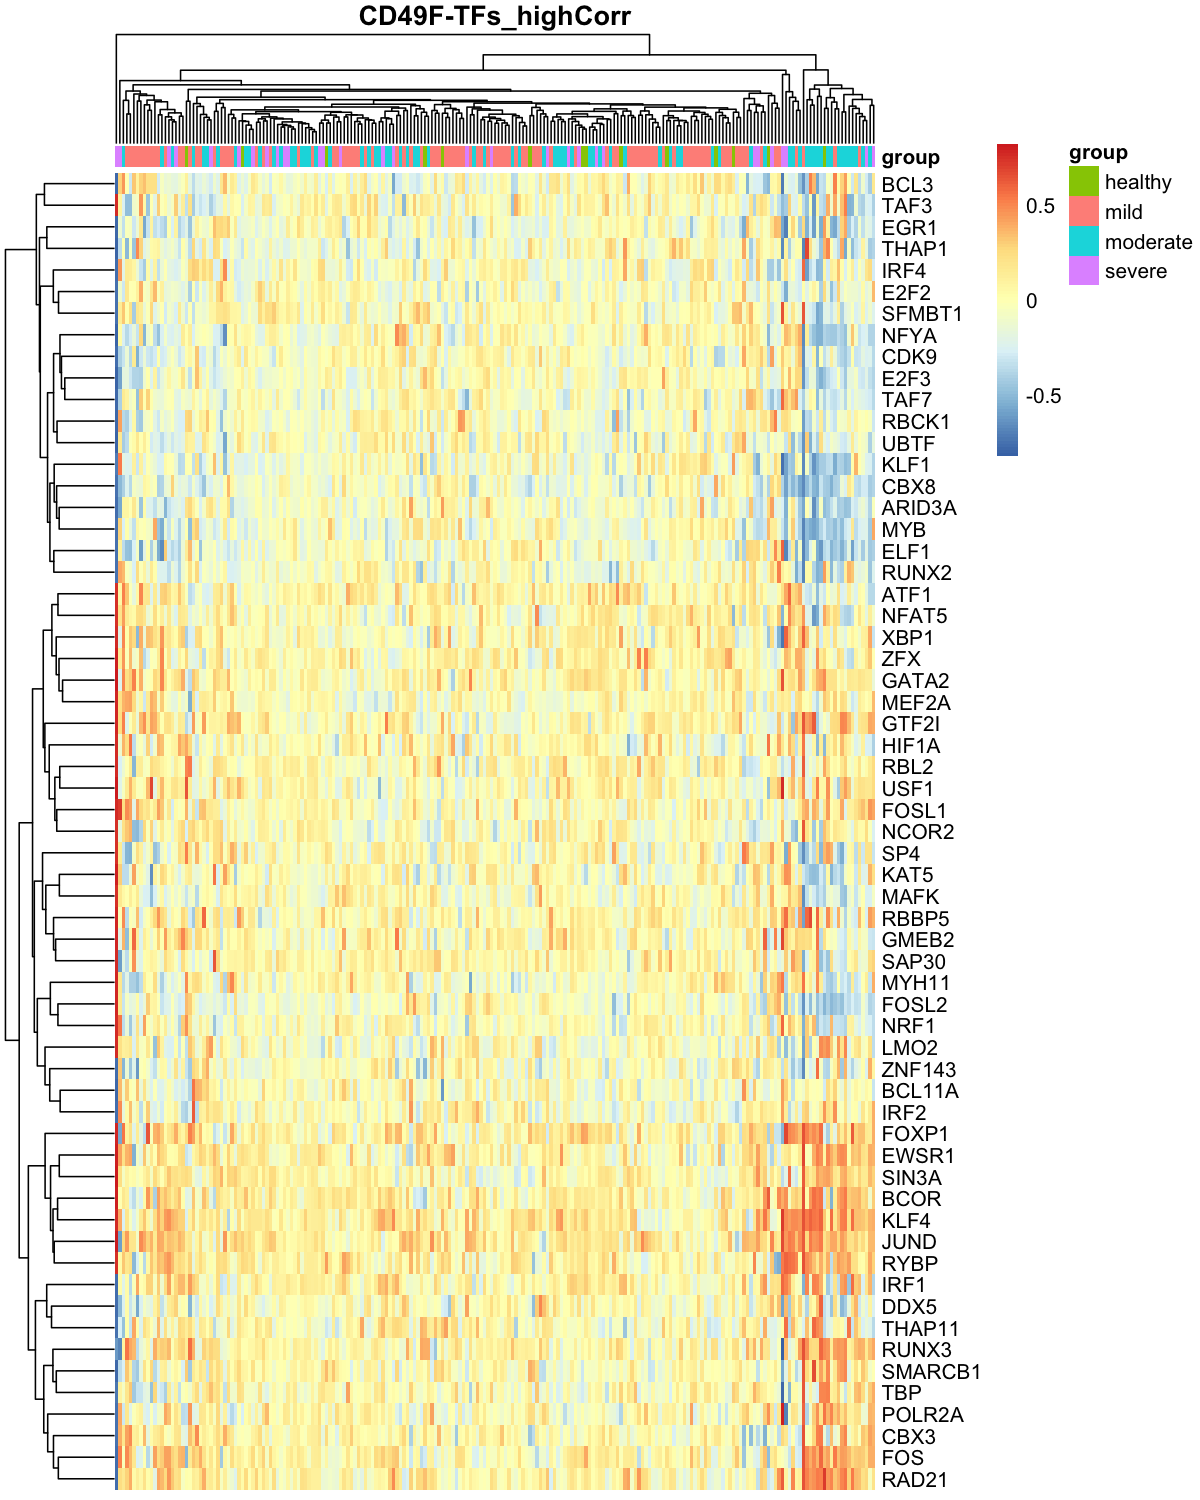 CD49F-TFs_highCorr
group
BCL3
TAF3
EGR1
THAP1
IRF4
E2F2
SFMBT1
NFYA
CDK9
E2F3
TAF7
RBCK1
UBTF
KLF1
CBX8
ARID3A
MYB
ELF1
RUNX2
ATF1
NFAT5
XBP1
ZFX
GATA2
MEF2A
GTF2I
HIF1A
RBL2
USF1
FOSL1
NCOR2
SP4
KAT5
MAFK
RBBP5
GMEB2
SAP30
MYH11
FOSL2
NRF1
LMO2
ZNF143
BCL11A
IRF2
FOXP1
EWSR1
SIN3A
BCOR
KLF4
JUND
RYBP
IRF1
DDX5
THAP11
RUNX3
SMARCB1
TBP
POLR2A
CBX3
FOS
RAD21
0.5
0
-0.5
group
healthy
mild
moderate
severe